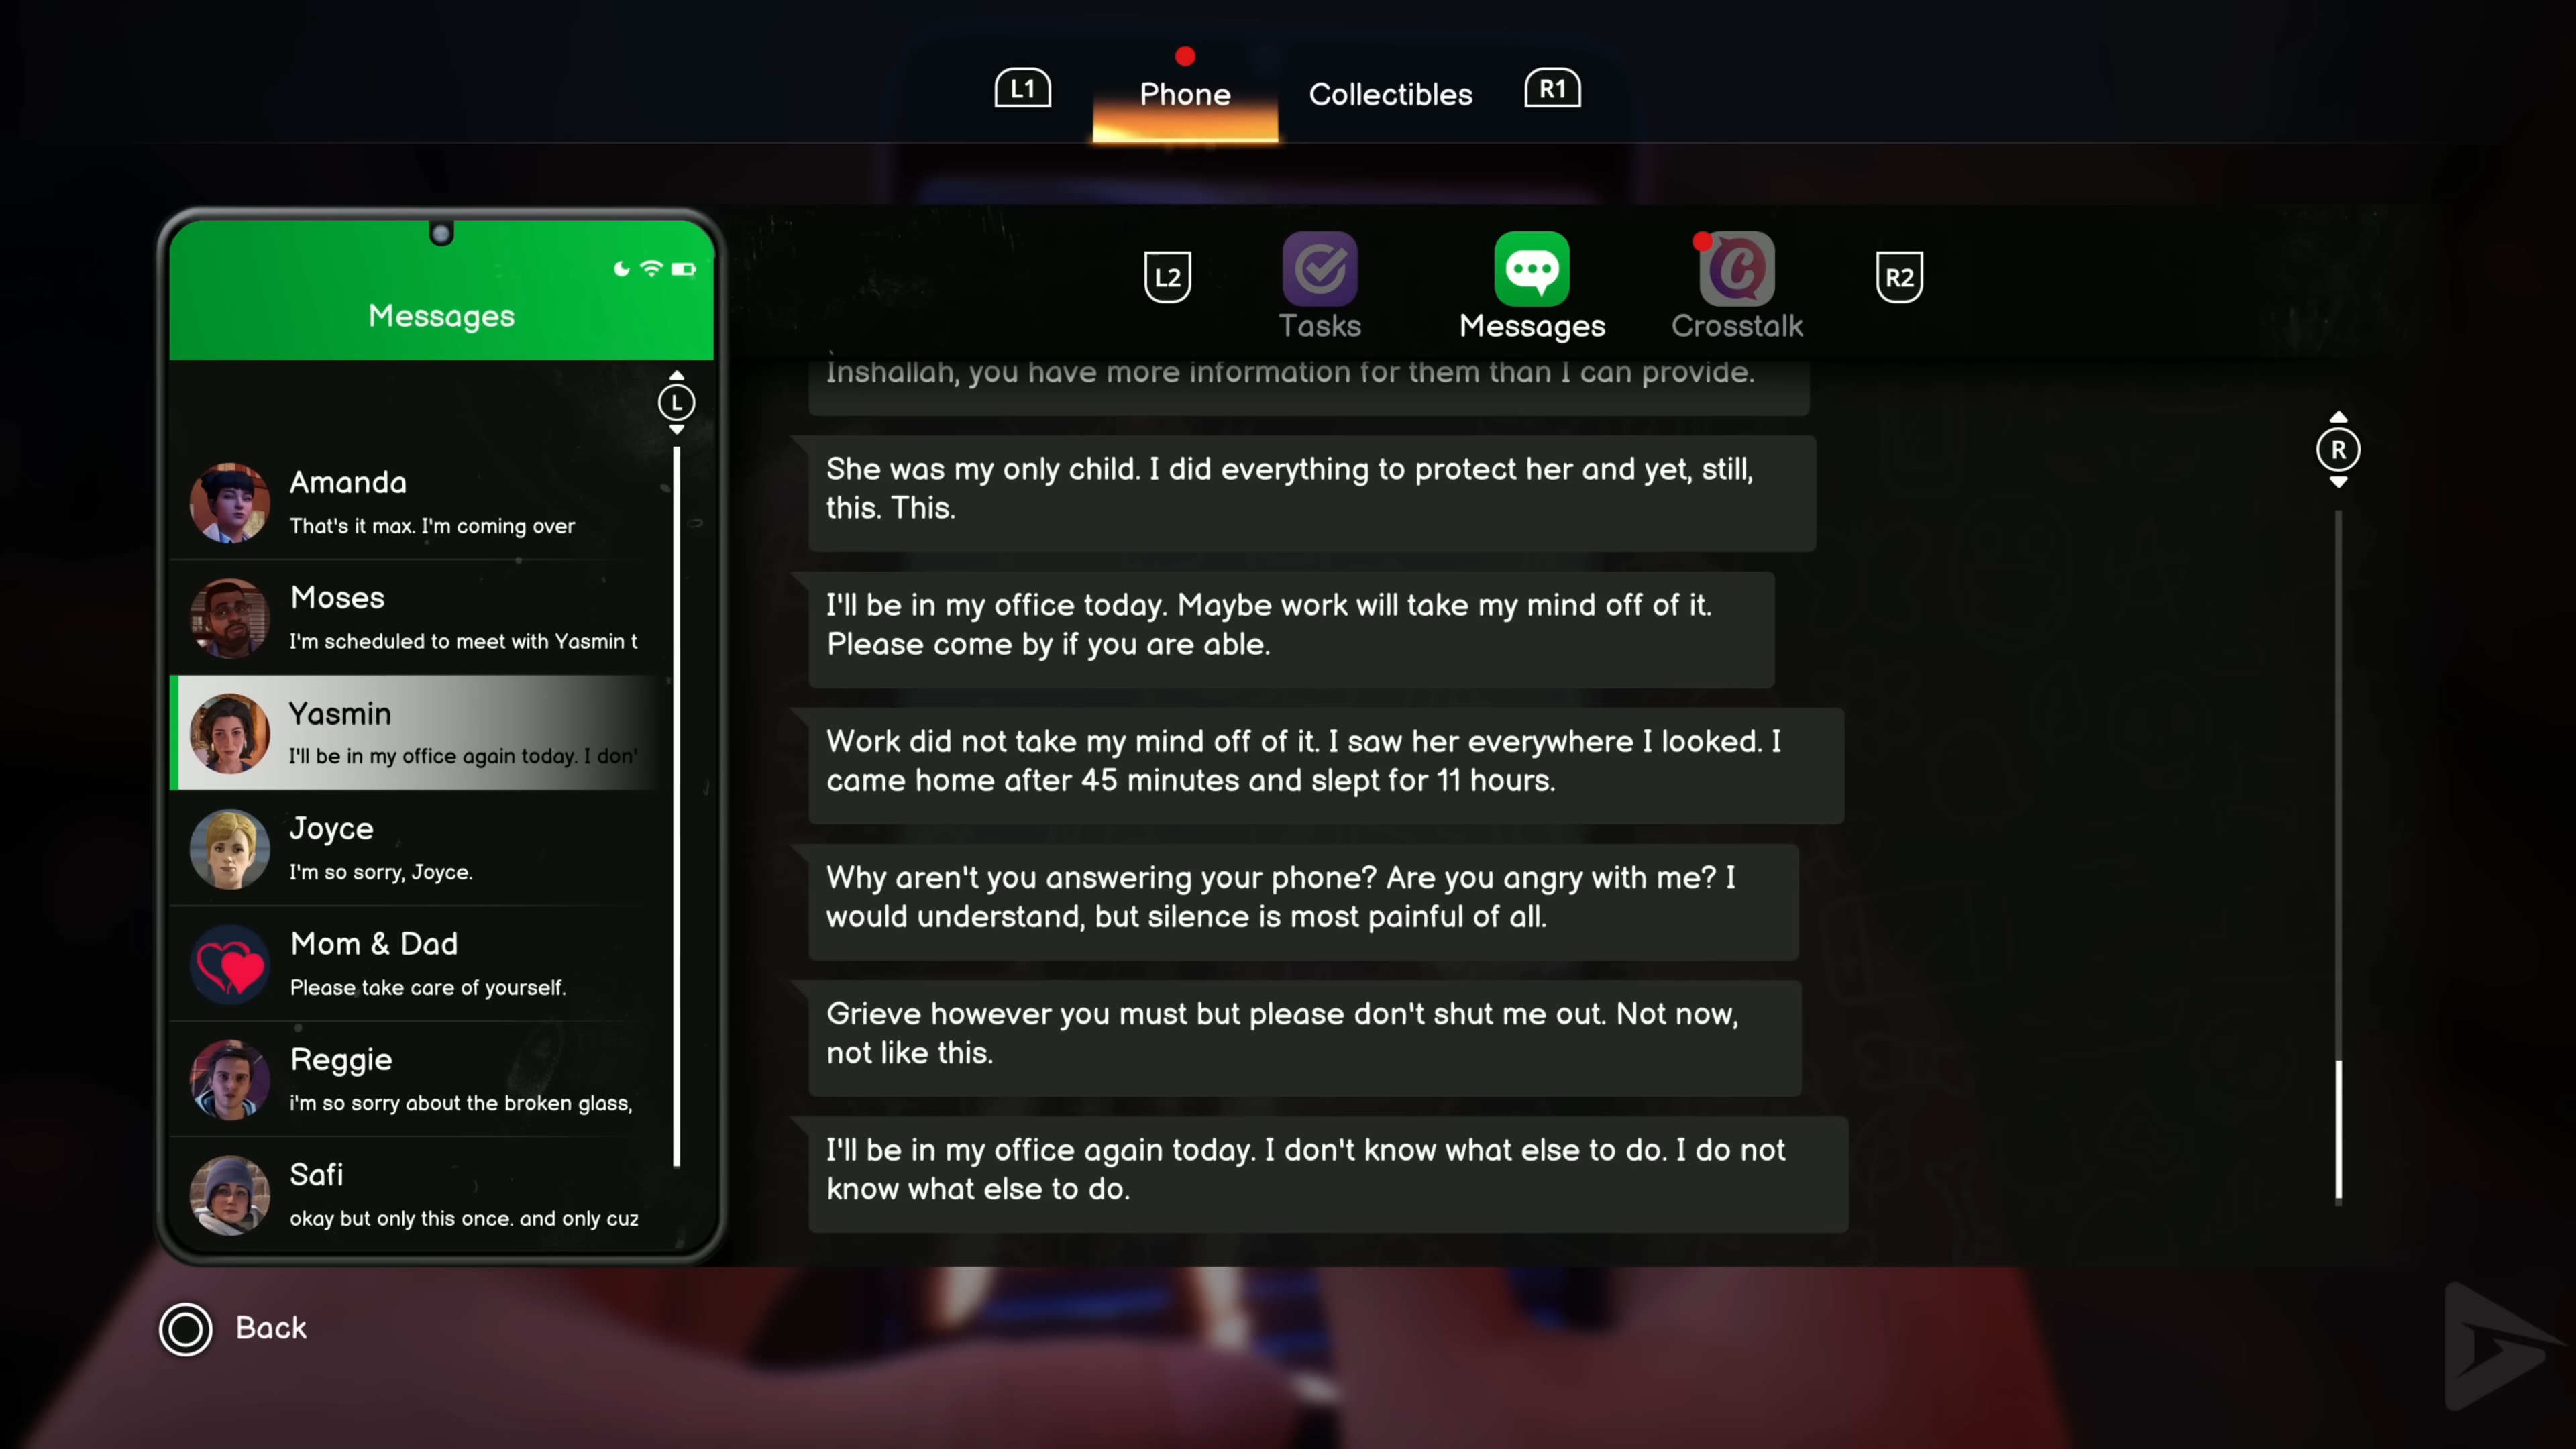 L1
Phone
Collectibles
R1
Messages
L2
Tasks
Messages
Crosstalk
R2
L
Amanda
That's it max. I'm coming over
Moses
I'm scheduled to meet with Yasmin t
Yasmin
I'll be in my office again today. I don'
Joyce
I'm so sorry, Joyce.
Mom & Dad
Please take care of yourself.
Reggie
i'm so sorry about the broken glass,
Safi
okay but only this once. and only cuz
Inshallah, you have more information for them than I can provide.
She was my only child. I did everything to protect her and yet, still,
this. This.
I'll be in my office today. Maybe work will take my mind off of it.
Please come by if you are able.
Work did not take my mind off of it. I saw her everywhere I looked. I
came home after 45 minutes and slept for 11 hours.
Why aren't you answering your phone? Are you angry with me? I
would understand, but silence is most painful of all.
Grieve however you must but please don't shut me out. Not now,
not like this.
I'll be in my office again today. I don't know what else to do. I do not
know what else to do.
R
Back